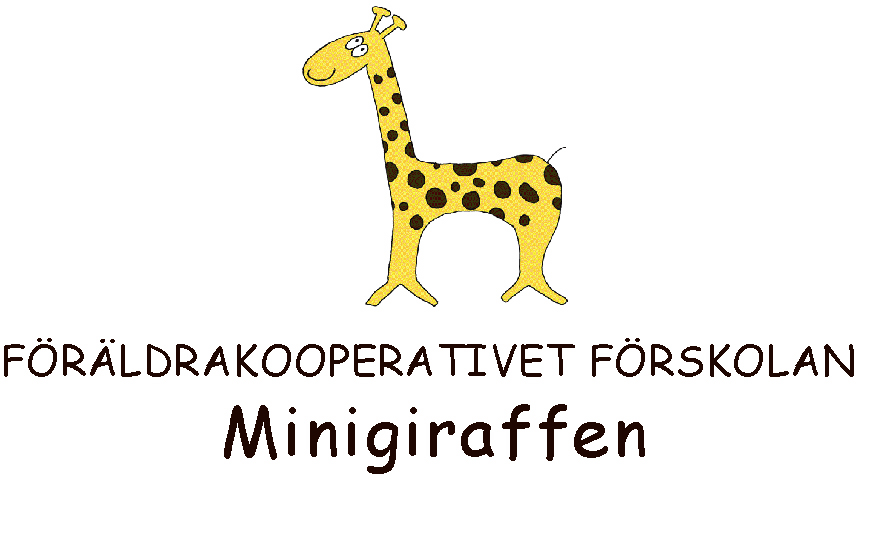 FÖRÄLDRAKOOPERATIVET FÖRSKOLAN
Minigiraffen